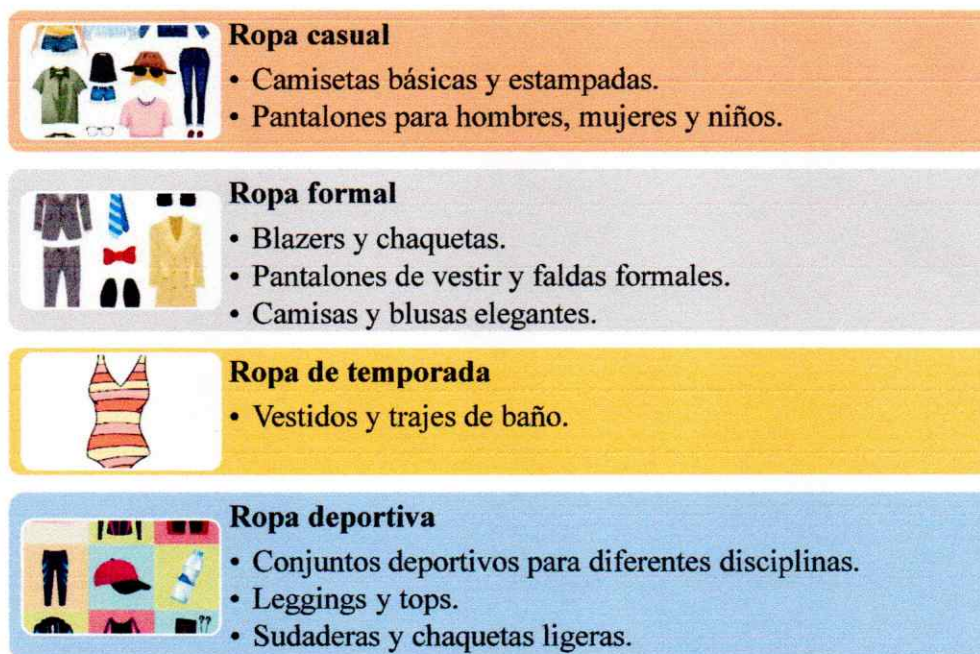 Ropa casual
• Camisetas básicas y estampadas.
• Pantalones para hombres, mujeres y niños.
Ropa formal
• Blazers y chaquetas.
• Pantalones de vestir y faldas formales.
• Camisas y blusas elegantes.
Ropa de temporada
• Vestidos y trajes de baño.
Ropa deportiva
• Conjuntos deportivos para diferentes disciplinas.
• Leggings y tops.
• Sudaderas y chaquetas ligeras.